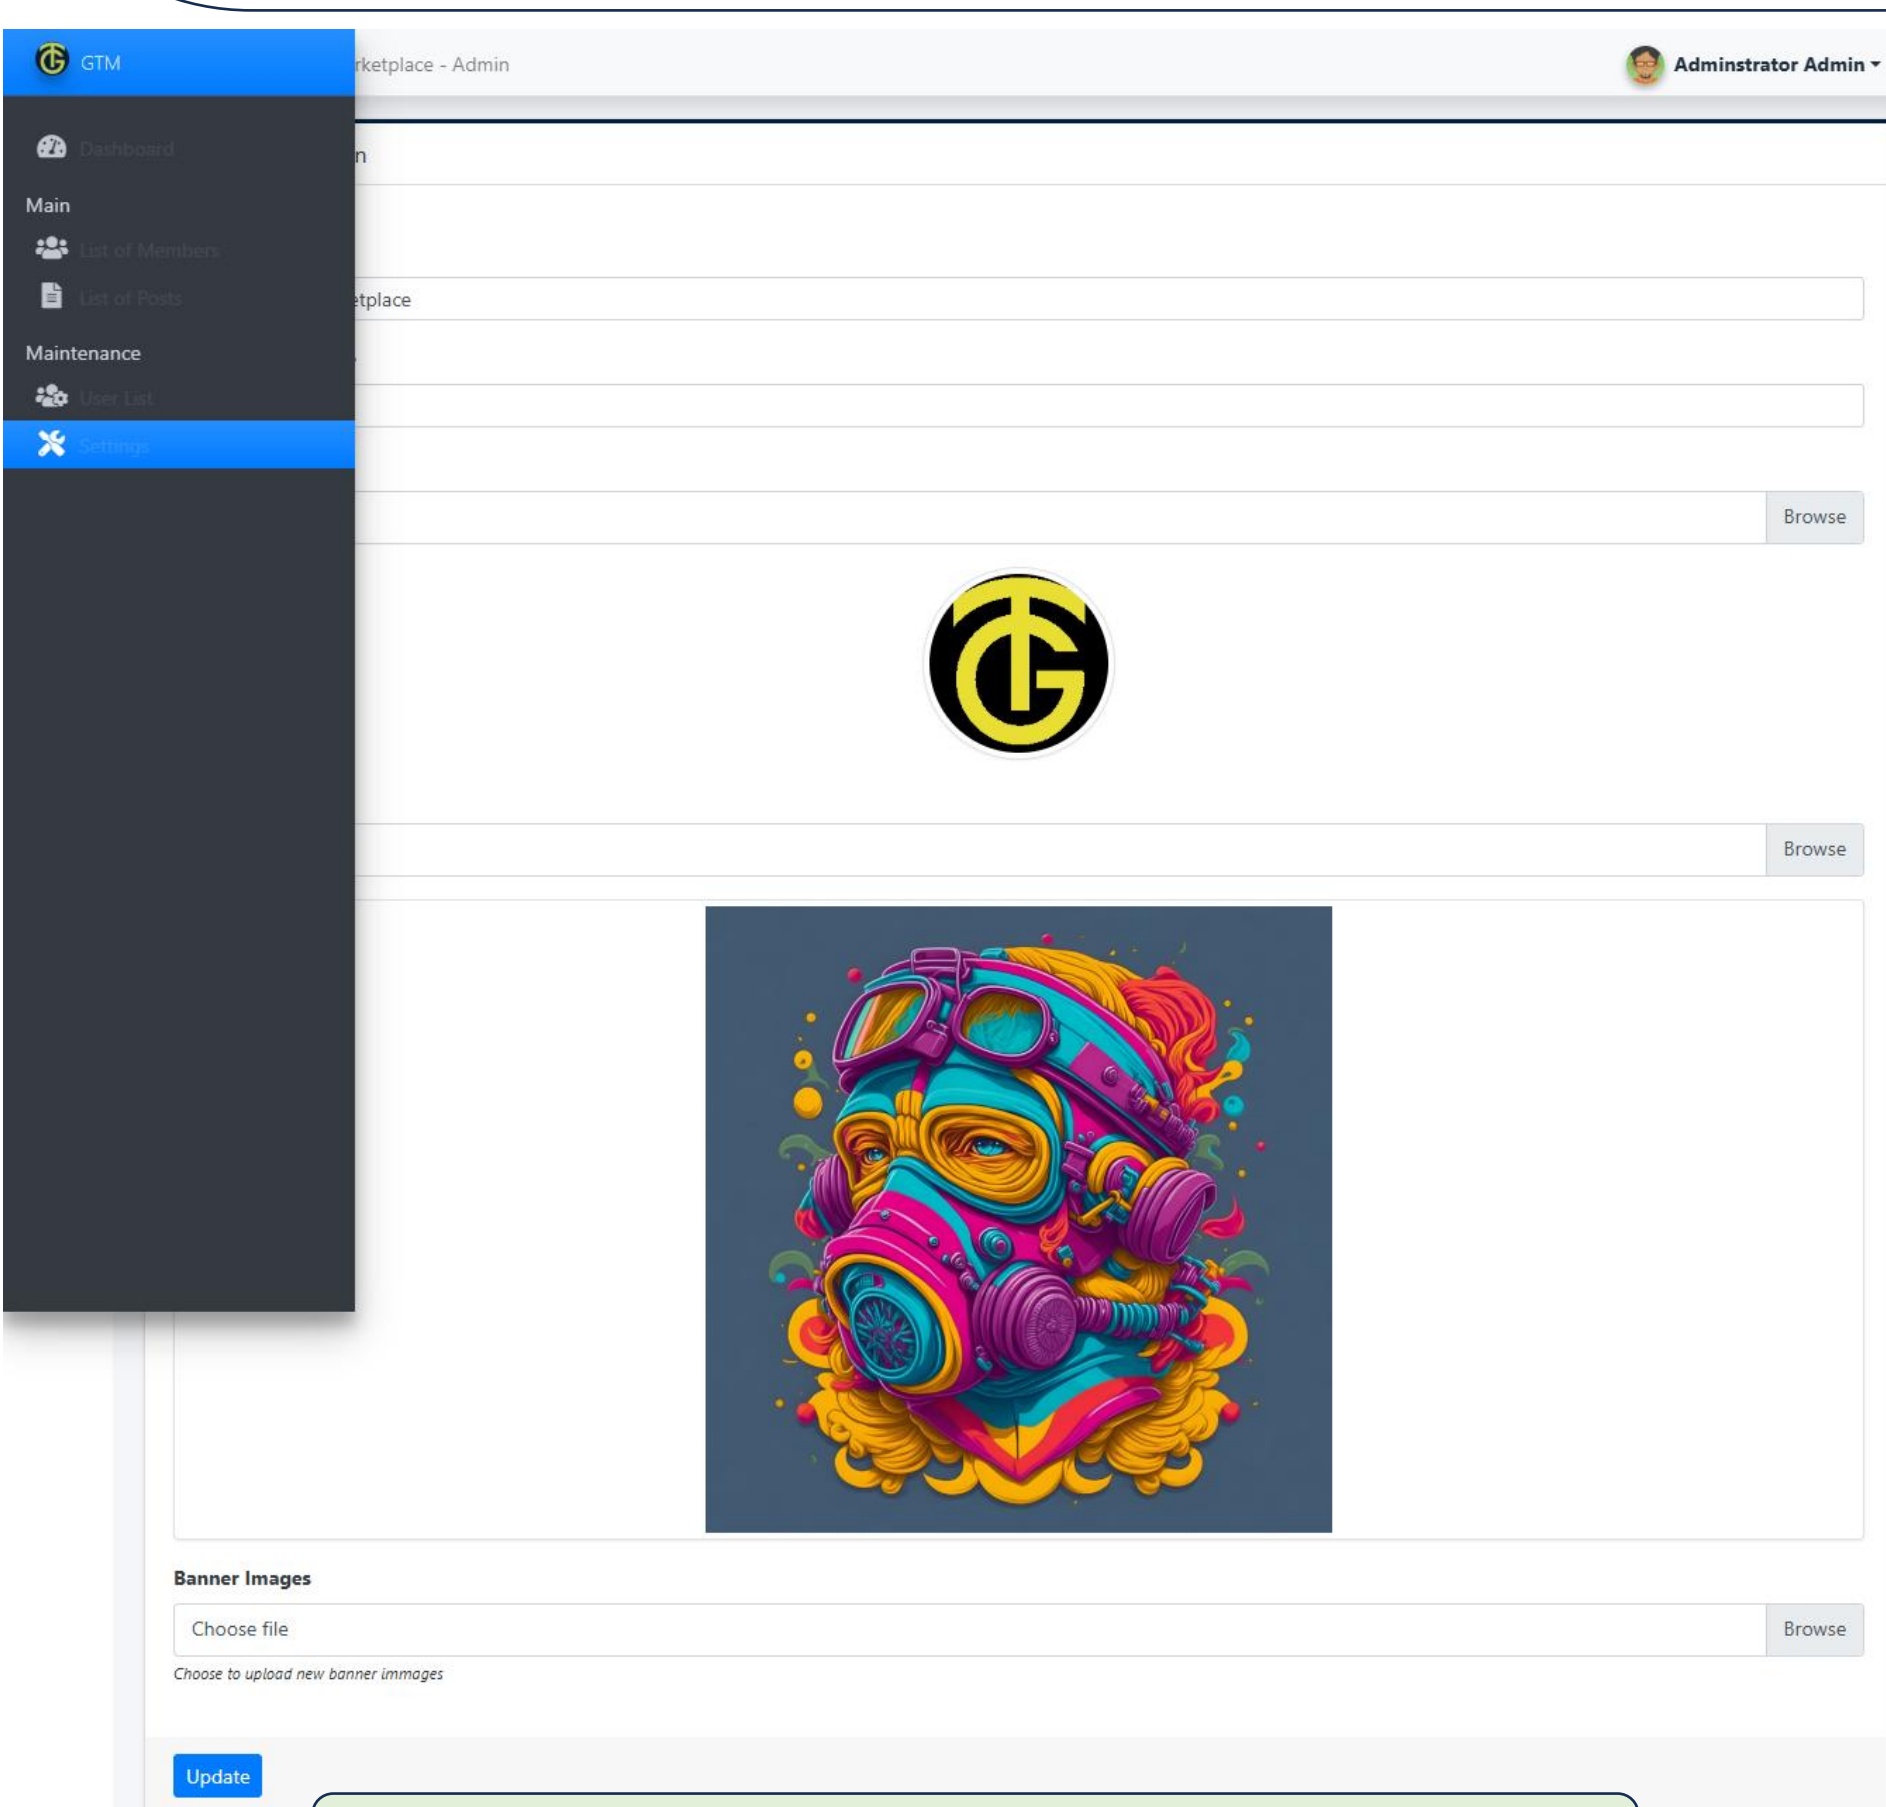 GTM
rketplace - Admin
Adminstrator Admin
Dashboard
n
Main
List of Members
List of Posts
etplace
Maintenance
User List
Settings
Browse
Browse
Banner Images
Choose file
Browse
Choose to upload new banner immages
Update